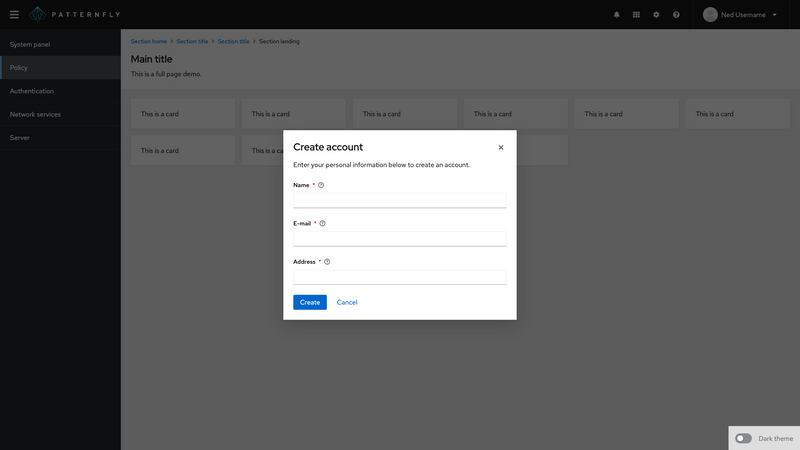 PATTERNFLY
Ned Username
System panel
Policy
Authentication
Network services
Server
Section home > Section title > Section title > Section landing
Main title
This is a full page demo.
This is a card
This is a card
This is a card
This is a card
This is a card
This is a card
This is a card
This is a ca
Create account
Enter your personal information below to create an account.
Name *
E-mail *
Address *
Create
Cancel
Dark theme